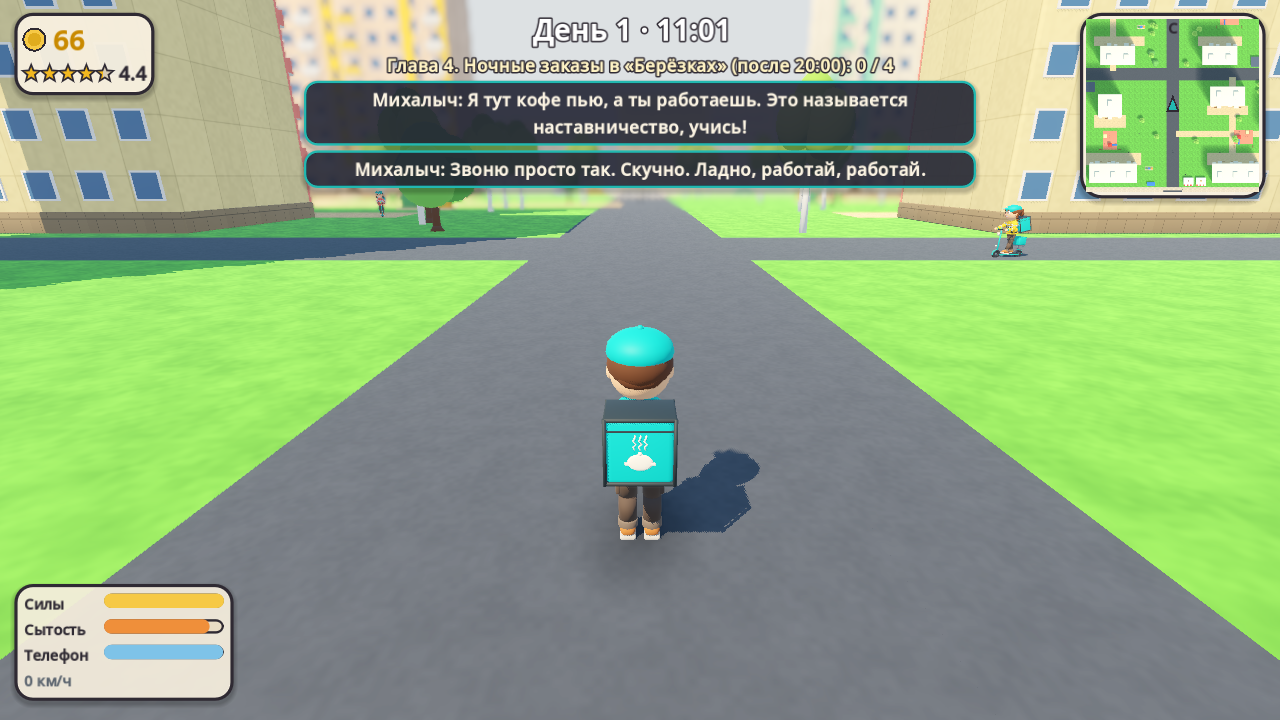 66
4.4
День 1 · 11:01
Глава 4. Ночные заказы в «Берёзках» (после 20:00): 0 / 4
Михалыч: Я тут кофе пью, а ты работаешь. Это называется
наставничество, учись!
Михалыч: Звоню просто так. Скучно. Ладно, работай, работай.
С
Силы
Сытость
Телефон
0 км/ч